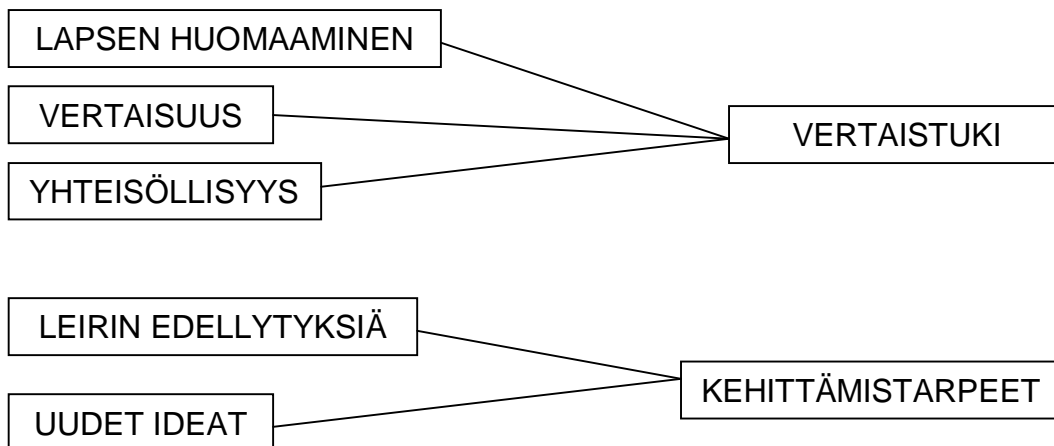 LAPSEN HUOMAAMINEN
VERTAISUUS
YHTEISÖLLISYYS
VERTAISTUKI
LEIRIN EDELLYTYKSIÄ
UUDET IDEAT
KEHITTÄMISTARPEET